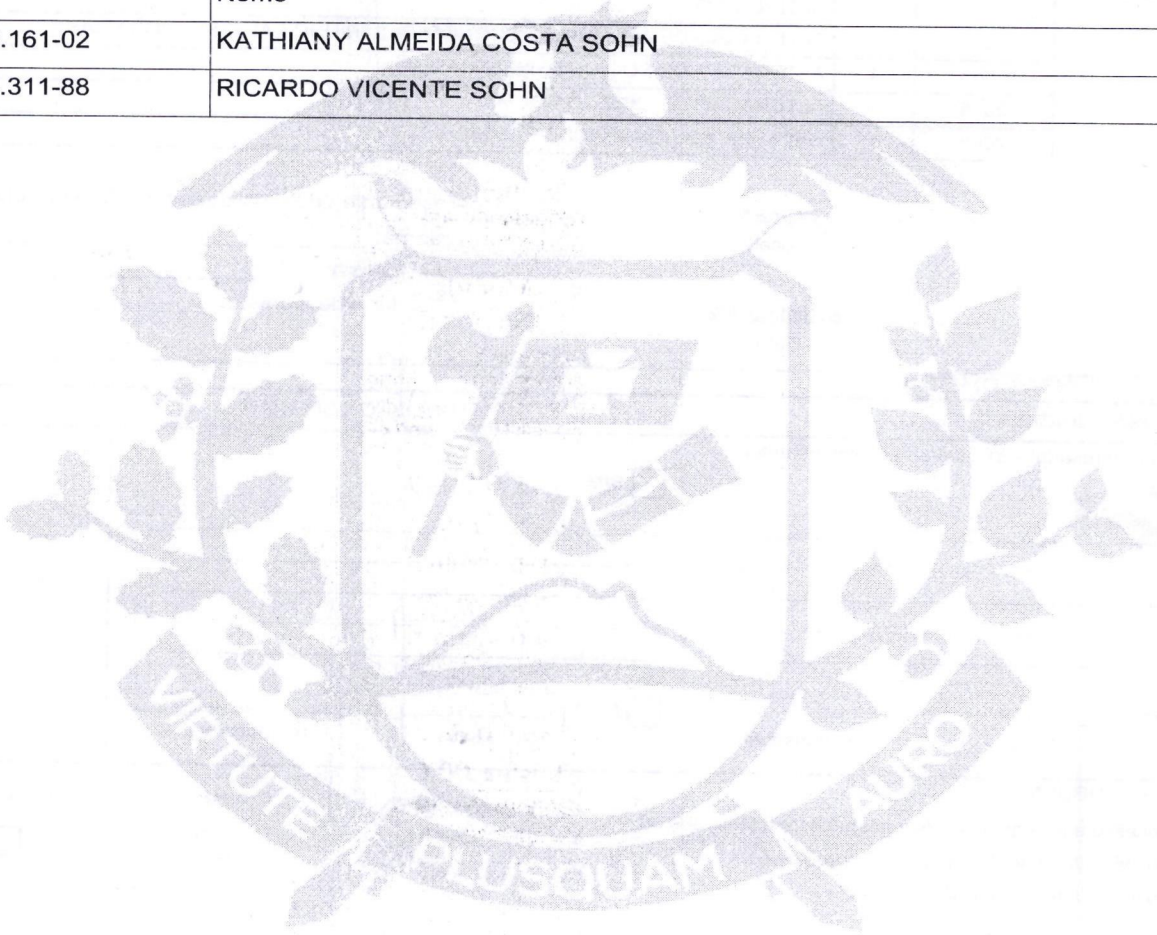 Nome
.161-02 KATHIANY ALMEIDA COSTA SOHN
.311-88 RICARDO VICENTE SOHN
VIRTUTE PLUSQUAM AURO